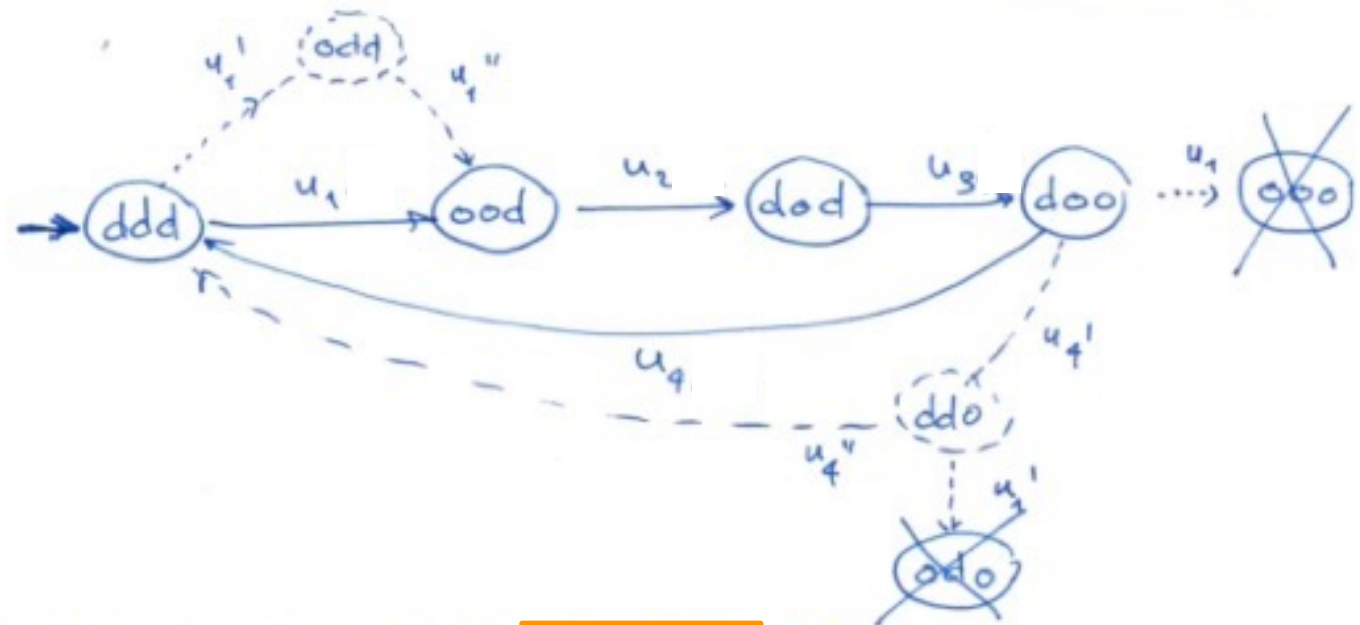 odd
u₁' u₁''
ddd u₁ ood u₂ dod u₃ doo u₁ ooo
u₄ u₄'
ddo
u₄'' u₁'
odo